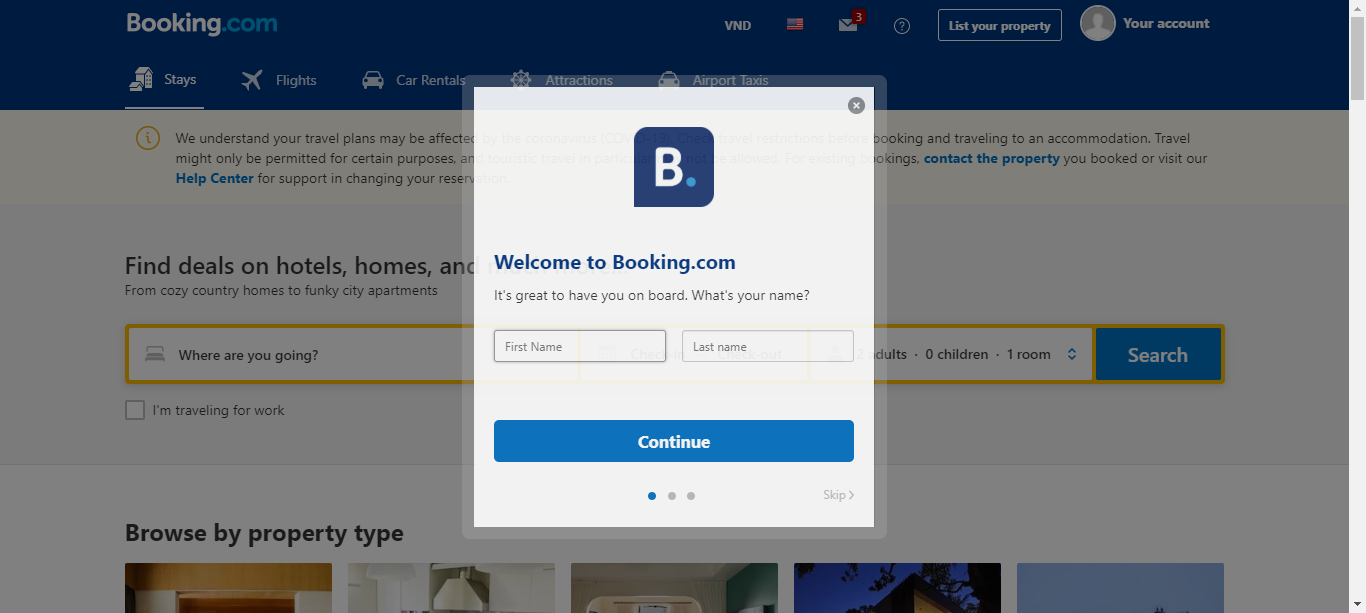 Booking.com
VND
3
List your property
Your account
Stays
Flights
Car Rentals
Attractions
Airport Taxis
We understand your travel plans may be affected by the coronavirus (COVID-19). Check travel restrictions before booking and traveling to an accommodation. Travel
might only be permitted for certain purposes, and touristic travel in particular may not be allowed. For existing bookings, contact the property you booked or visit our
Help Center for support in changing your reservation.
B.
Welcome to Booking.com
It's great to have you on board. What's your name?
First Name
Last name
Continue
Skip
Find deals on hotels, homes, and much more...
From cozy country homes to funky city apartments
Where are you going?
Check-in
Check-out
2 adults · 0 children · 1 room
Search
I'm traveling for work
Browse by property type